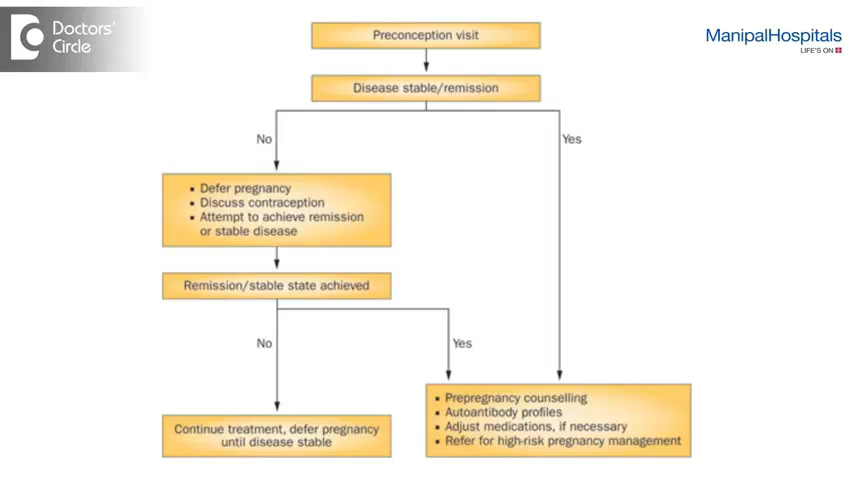 Doctors'
Circle
ManipalHospitals
LIFE'S ON
Preconception visit
Disease stable/remission
No
Yes
▪ Defer pregnancy
▪ Discuss contraception
▪ Attempt to achieve remission
or stable disease
Remission/stable state achieved
No
Yes
Continue treatment, defer pregnancy
until disease stable
▪ Prepregnancy counselling
▪ Autoantibody profiles
▪ Adjust medications, if necessary
▪ Refer for high-risk pregnancy management